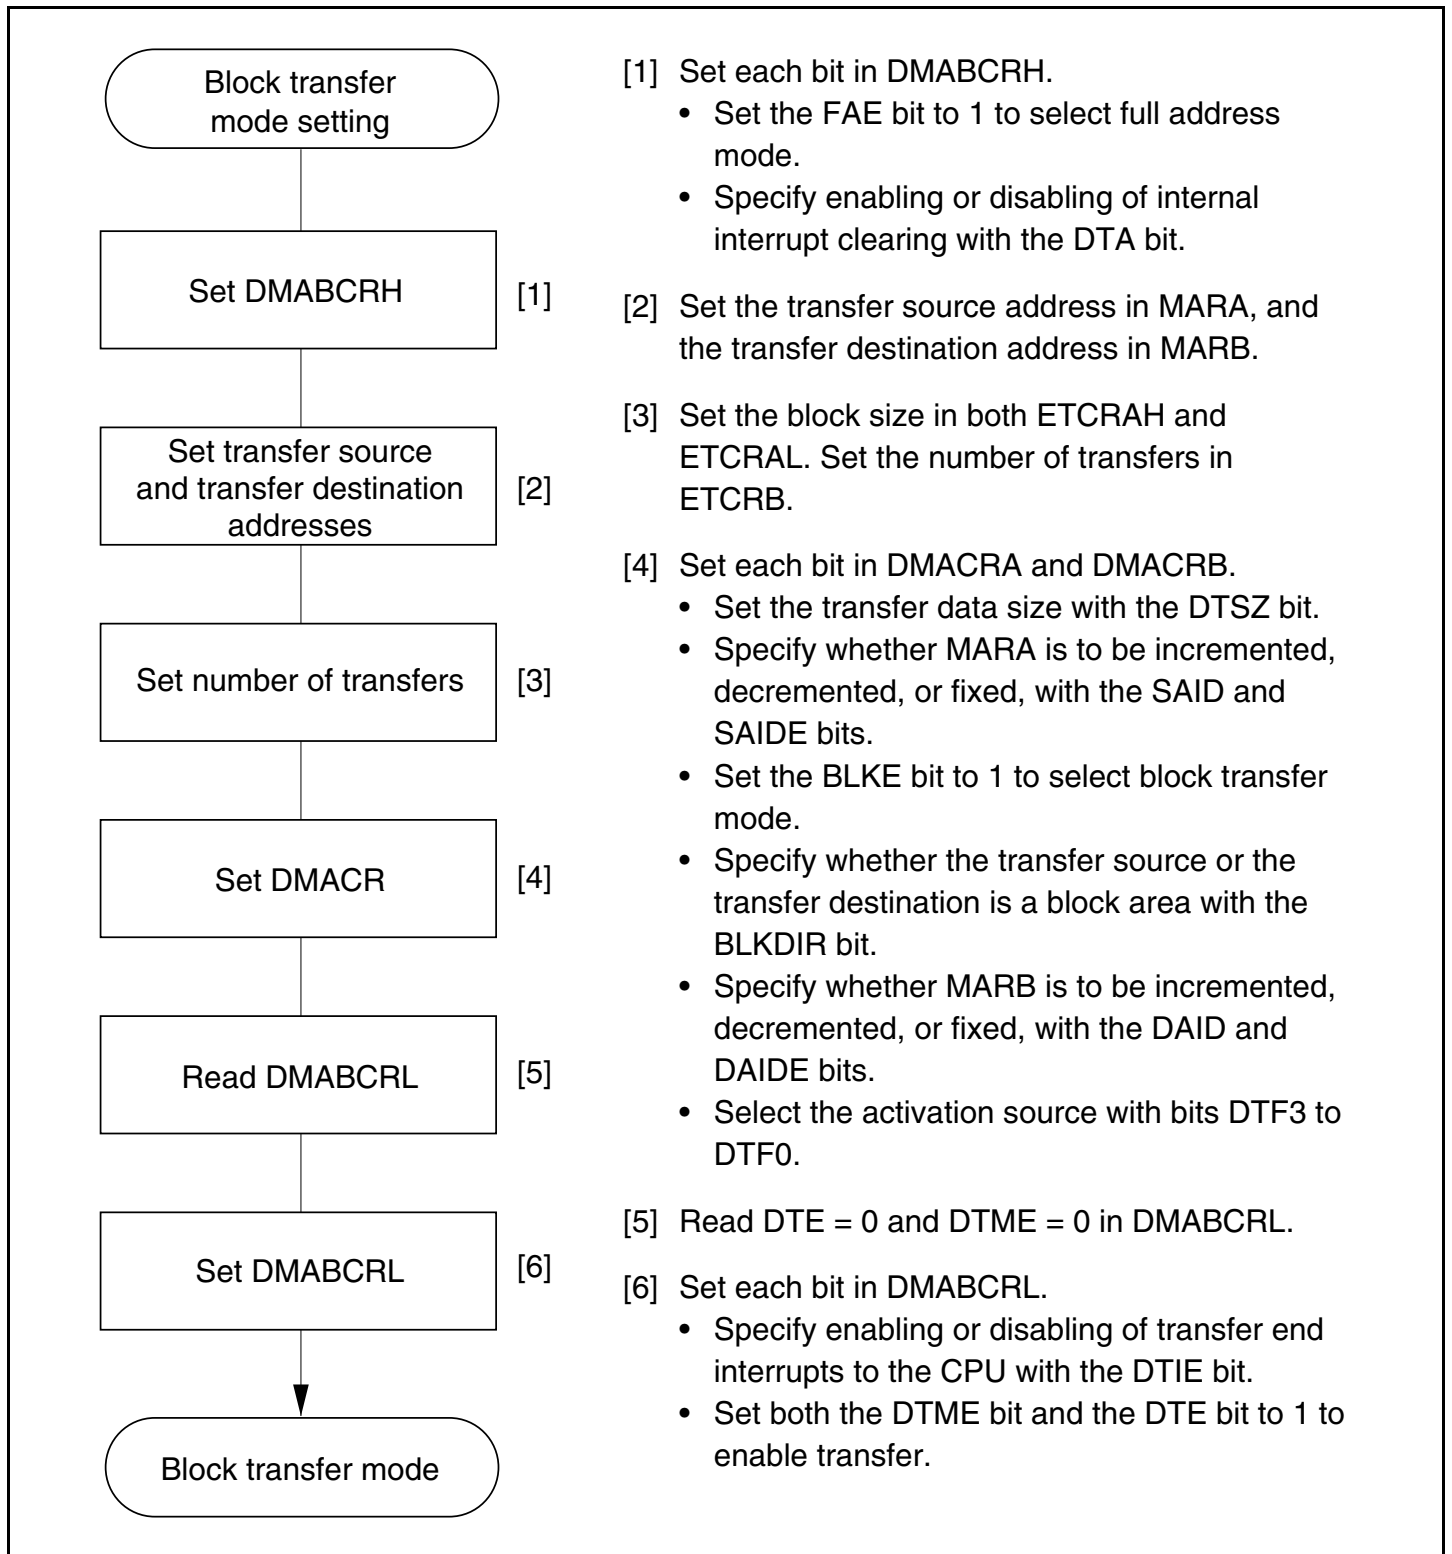 Block transfer
mode setting
Set DMABCRH
[1]
Set transfer source
and transfer destination
addresses
[2]
Set number of transfers
[3]
Set DMACR
[4]
Read DMABCRL
[5]
Set DMABCRL
[6]
Block transfer mode
[1] Set each bit in DMABCRH.
• Set the FAE bit to 1 to select full address
mode.
• Specify enabling or disabling of internal
interrupt clearing with the DTA bit.
[2] Set the transfer source address in MARA, and
the transfer destination address in MARB.
[3] Set the block size in both ETCRAH and
ETCRAL. Set the number of transfers in
ETCRB.
[4] Set each bit in DMACRA and DMACRB.
• Set the transfer data size with the DTSZ bit.
• Specify whether MARA is to be incremented,
decremented, or fixed, with the SAID and
SAIDE bits.
• Set the BLKE bit to 1 to select block transfer
mode.
• Specify whether the transfer source or the
transfer destination is a block area with the
BLKDIR bit.
• Specify whether MARB is to be incremented,
decremented, or fixed, with the DAID and
DAIDE bits.
• Select the activation source with bits DTF3 to
DTF0.
[5] Read DTE = 0 and DTME = 0 in DMABCRL.
[6] Set each bit in DMABCRL.
• Specify enabling or disabling of transfer end
interrupts to the CPU with the DTIE bit.
• Set both the DTME bit and the DTE bit to 1 to
enable transfer.